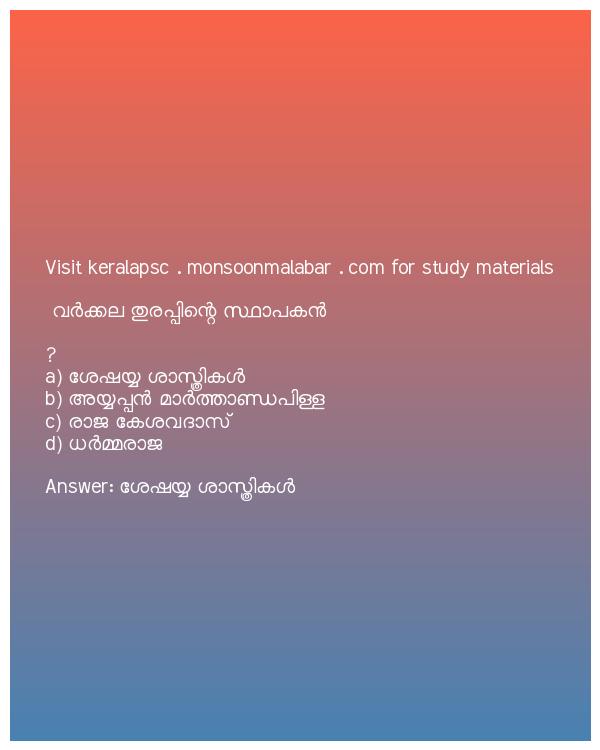 Visit keralapsc . monsoonmalabar . com for study materials
വർക്കല തുരപ്പിന്റെ സ്ഥാപകൻ
?
a) ശേഷയ്യ ശാസ്ത്രികൾ
b) അയ്യപ്പൻ മാർത്താണ്ഡപിള്ള
c) രാജ കേശവദാസ്
d) ധർമ്മരാജ
Answer: ശേഷയ്യ ശാസ്ത്രികൾ